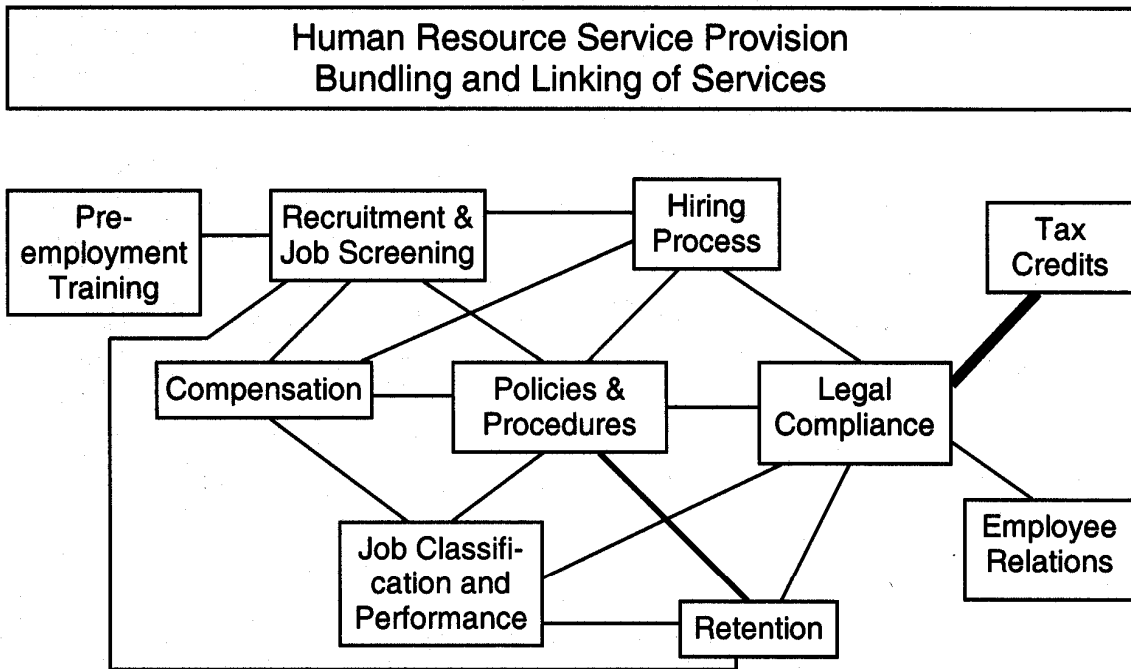 Human Resource Service Provision
Bundling and Linking of Services
Pre-
employment
Training
Recruitment &
Job Screening
Hiring
Process
Tax
Credits
Compensation
Policies &
Procedures
Legal
Compliance
Job Classifi-
cation and
Performance
Retention
Employee
Relations